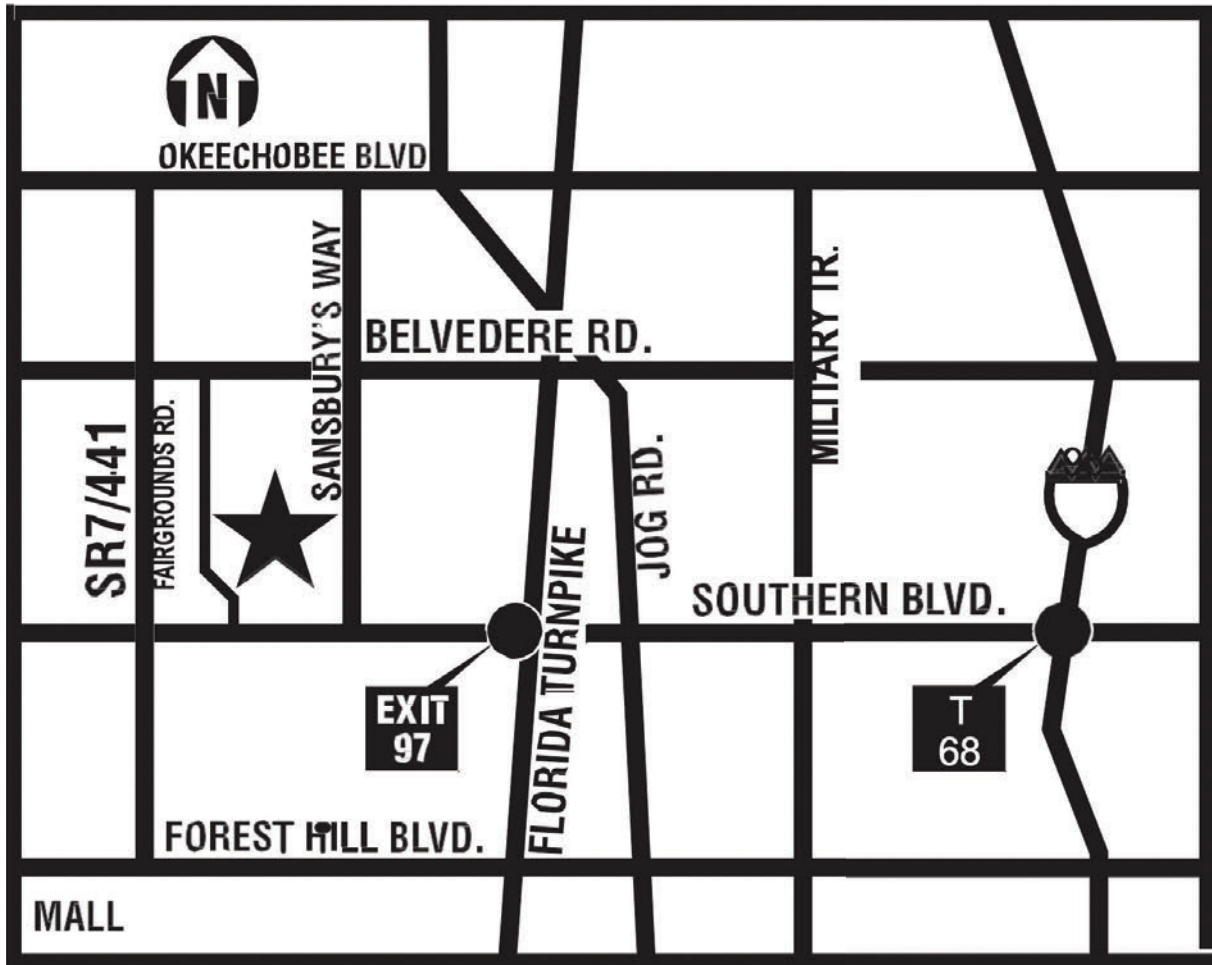 N
OKEECHOBEE BLVD
SANSBURY'S WAY
BELVEDERE RD.
MILITARY TR.
SR7/441
FAIRGROUNDS RD.
JOG RD.
FLORIDA TURNPIKE
SOUTHERN BLVD.
EXIT
97
T
68
FOREST HILL BLVD.
MALL